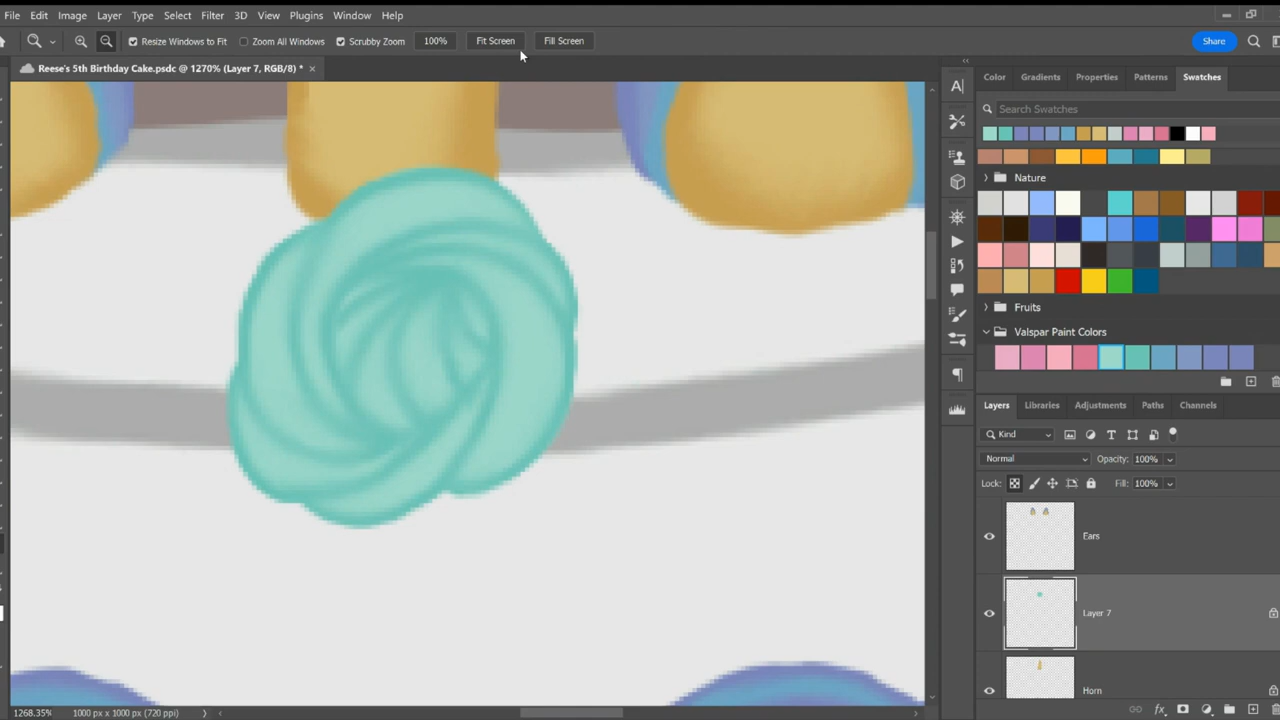 File Edit Image Layer Type Select Filter 3D View Plugins Window Help
Resize Windows to Fit Zoom All Windows Scrubby Zoom 100% Fit Screen Fill Screen Share
Reese's 5th Birthday Cake.psdc @ 1270% (Layer 7, RGB/8) * ×
Color Gradients Properties Patterns Swatches
Search Swatches
Nature
Fruits
Valspar Paint Colors
Layers Libraries Adjustments Paths Channels
Kind
Normal Opacity: 100%
Lock: Fill: 100%
Ears
Layer 7
Horn
1268.35% 1000 px x 1000 px (720 ppi)